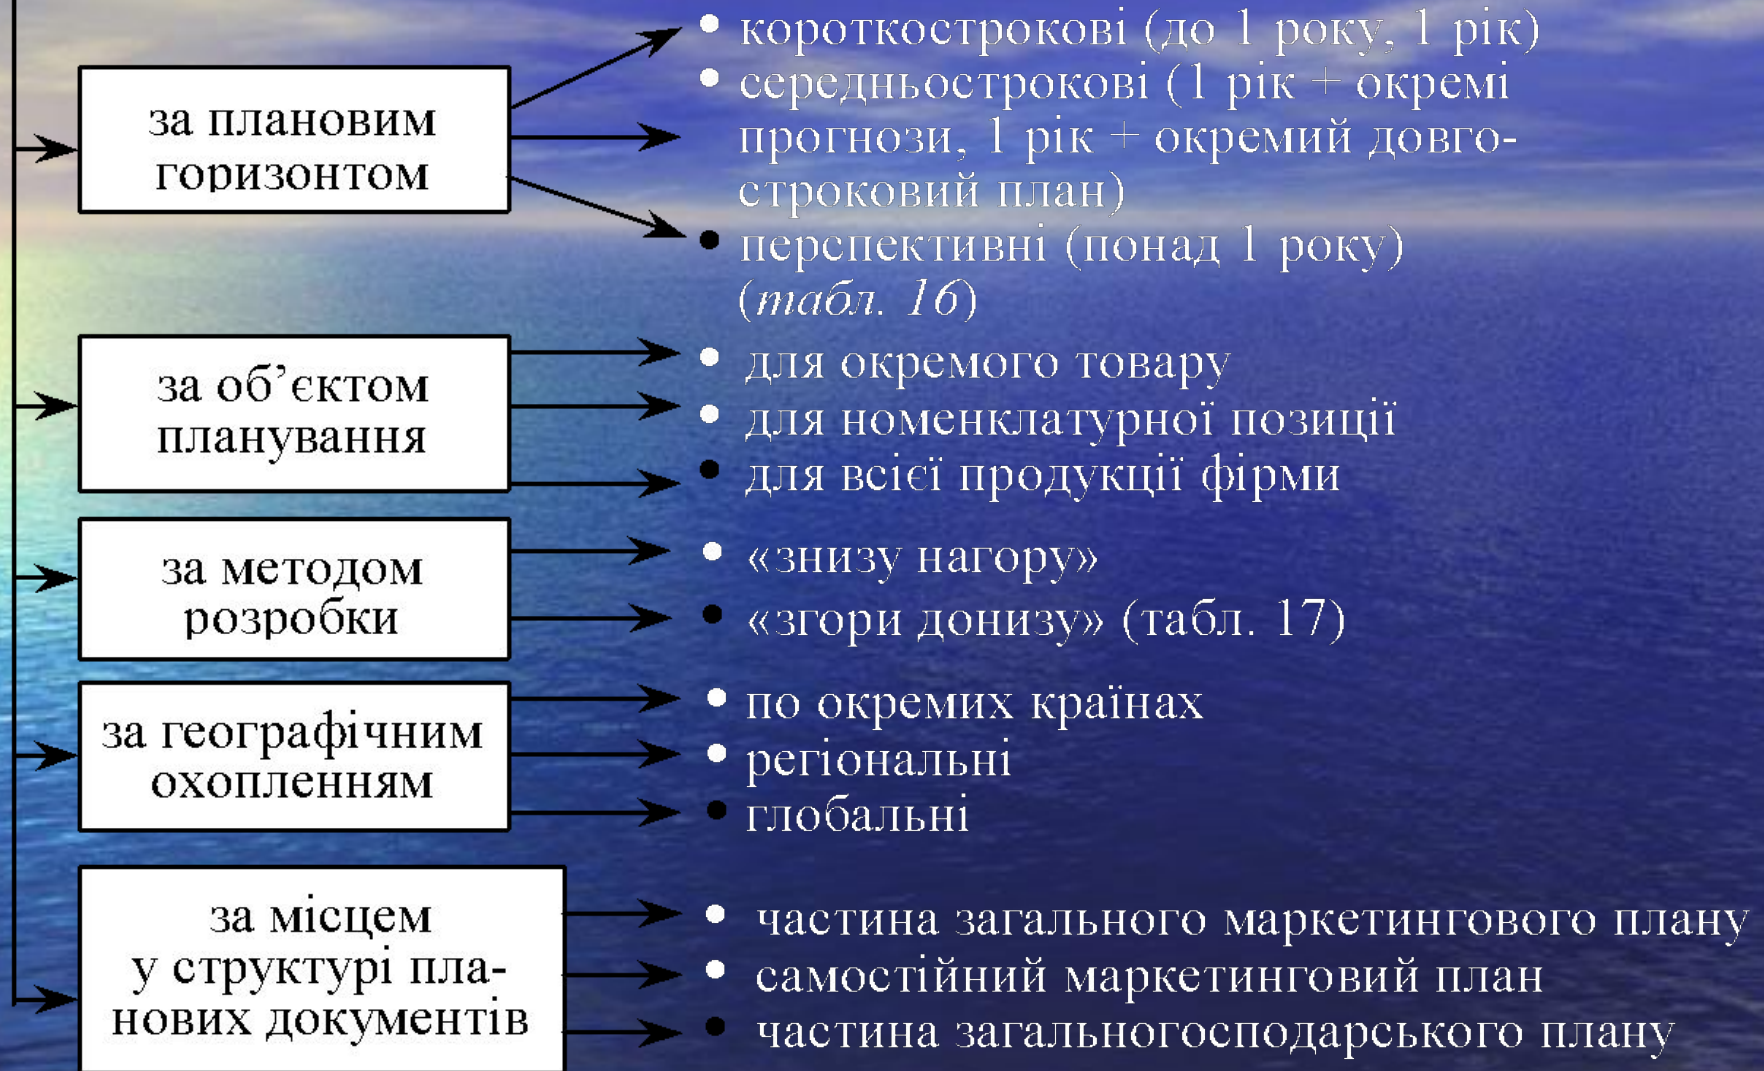 за плановим
горизонтом
• короткострокові (до 1 року, 1 рік)
• середньострокові (1 рік + окремі
прогнози, 1 рік + окремий довго-
строковий план)
• перспективні (понад 1 року)
(табл. 16)
за об’єктом
планування
• для окремого товару
• для номенклатурної позиції
• для всієї продукції фірми
за методом
розробки
• «знизу нагору»
• «згори донизу» (табл. 17)
за географічним
охопленням
• по окремих країнах
• регіональні
• глобальні
за місцем
у структурі пла-
нових документів
• частина загального маркетингового плану
• самостійний маркетинговий план
• частина загальногосподарського плану